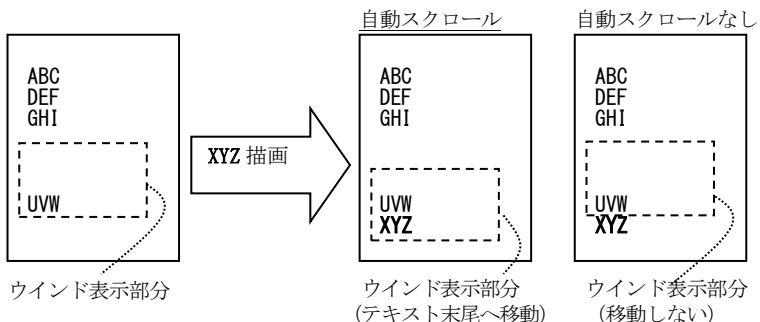 自動スクロール
自動スクロールなし
ABC
DEF
GHI
UVW
ウインド表示部分
XYZ 描画
ABC
DEF
GHI
UVW
XYZ
ウインド表示部分
(テキスト末尾へ移動)
ABC
DEF
GHI
UVW
XYZ
ウインド表示部分
(移動しない)